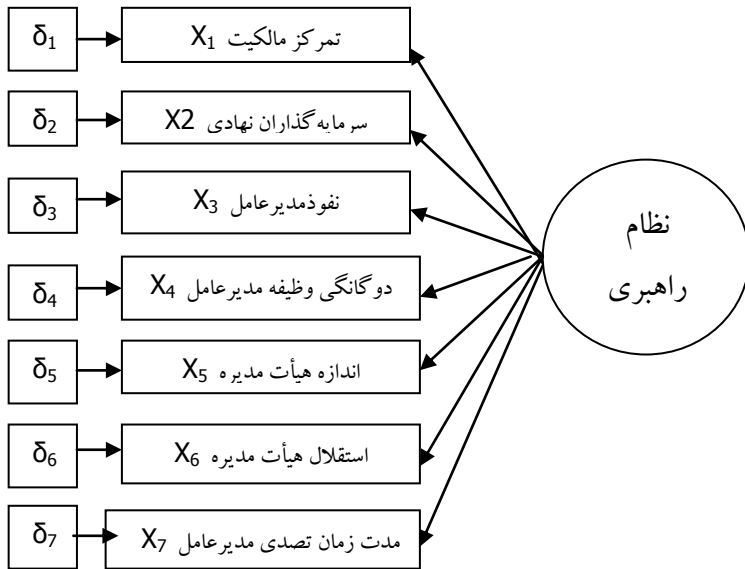 δ1
تمرکز مالکیت X1
δ2
سرمایه‌گذاران نهادی X2
δ3
نفوذمدیرعامل X3
δ4
دوگانگی وظیفه مدیرعامل X4
δ5
اندازه هیأت مدیره X5
δ6
استقلال هیأت مدیره X6
δ7
مدت زمان تصدی مدیرعامل X7
نظام
راهبری